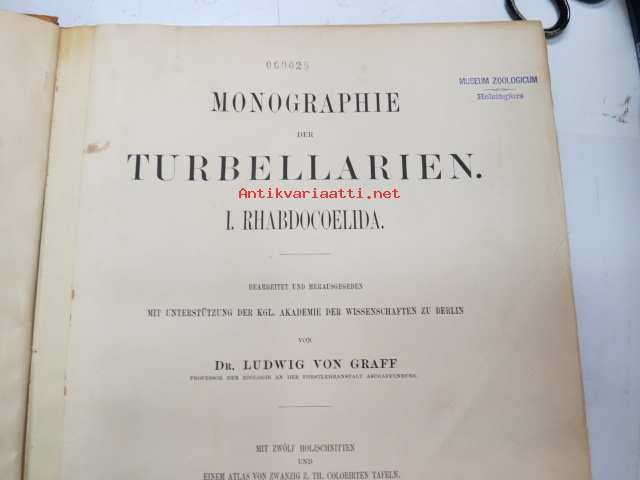 000025
MUSEUM ZOOLOGICUM
Helsingfors
MONOGRAPHIE
DER
TURBELLARIEN.
Antikvariaatti.net
I. RHABDOCOELIDA.
BEARBEITET UND HERAUSGEGEBEN
MIT UNTERSTÜTZUNG DER KGL. AKADEMIE DER WISSENSCHAFTEN ZU BERLIN
VON
DR. LUDWIG VON GRAFF
PROFESSOR DER ZOOLOGIE AN DER FORSTLEHRANSTALT ASCHAFFENBURG.
MIT ZWÖLF HOLZSCHNITTEN
UND
EINEM ATLAS VON ZWANZIG Z. TH. COLORIRTEN TAFELN.